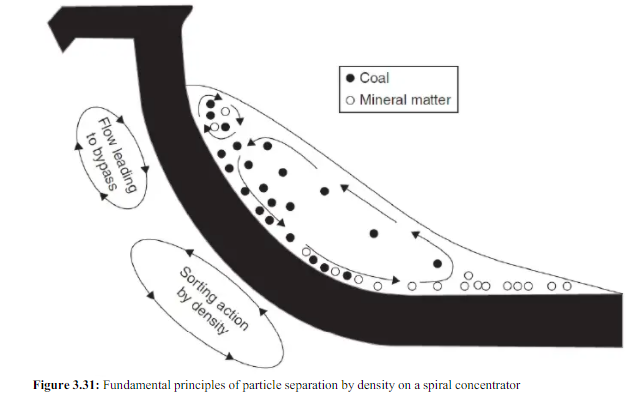 Coal
Mineral matter
Flow leading
to bypass
Sorting action
by density
Figure 3.31: Fundamental principles of particle separation by density on a spiral concentrator